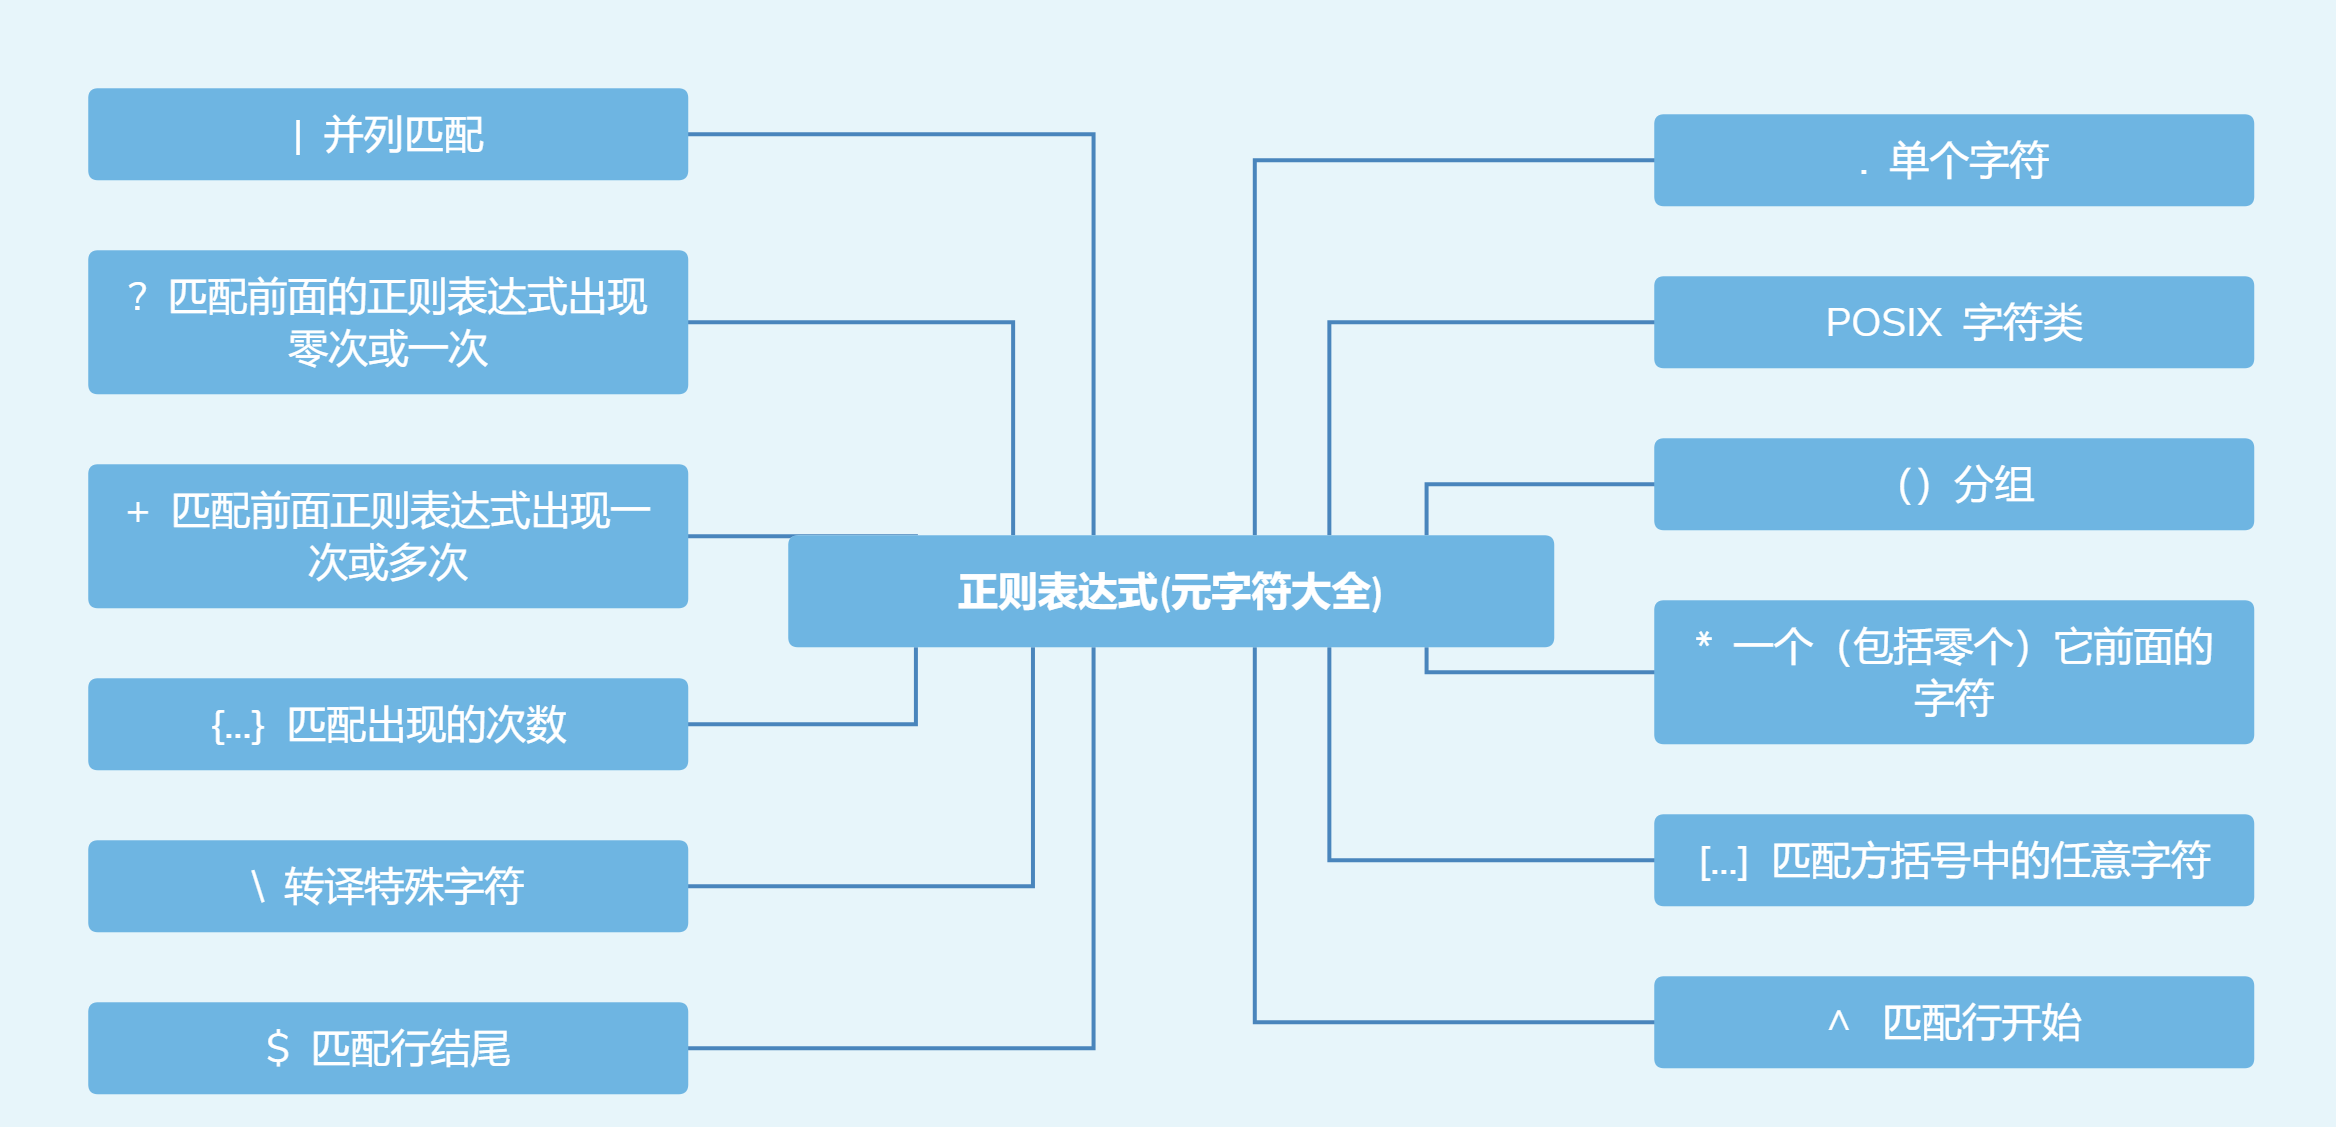 | 并列匹配
? 匹配前面的正则表达式出现
零次或一次
+ 匹配前面正则表达式出现一
次或多次
{...} 匹配出现的次数
\ 转译特殊字符
$ 匹配行结尾
正则表达式(元字符大全)
. 单个字符
POSIX 字符类
（）分组
* 一个（包括零个）它前面的
字符
[...] 匹配方括号中的任意字符
^ 匹配行开始